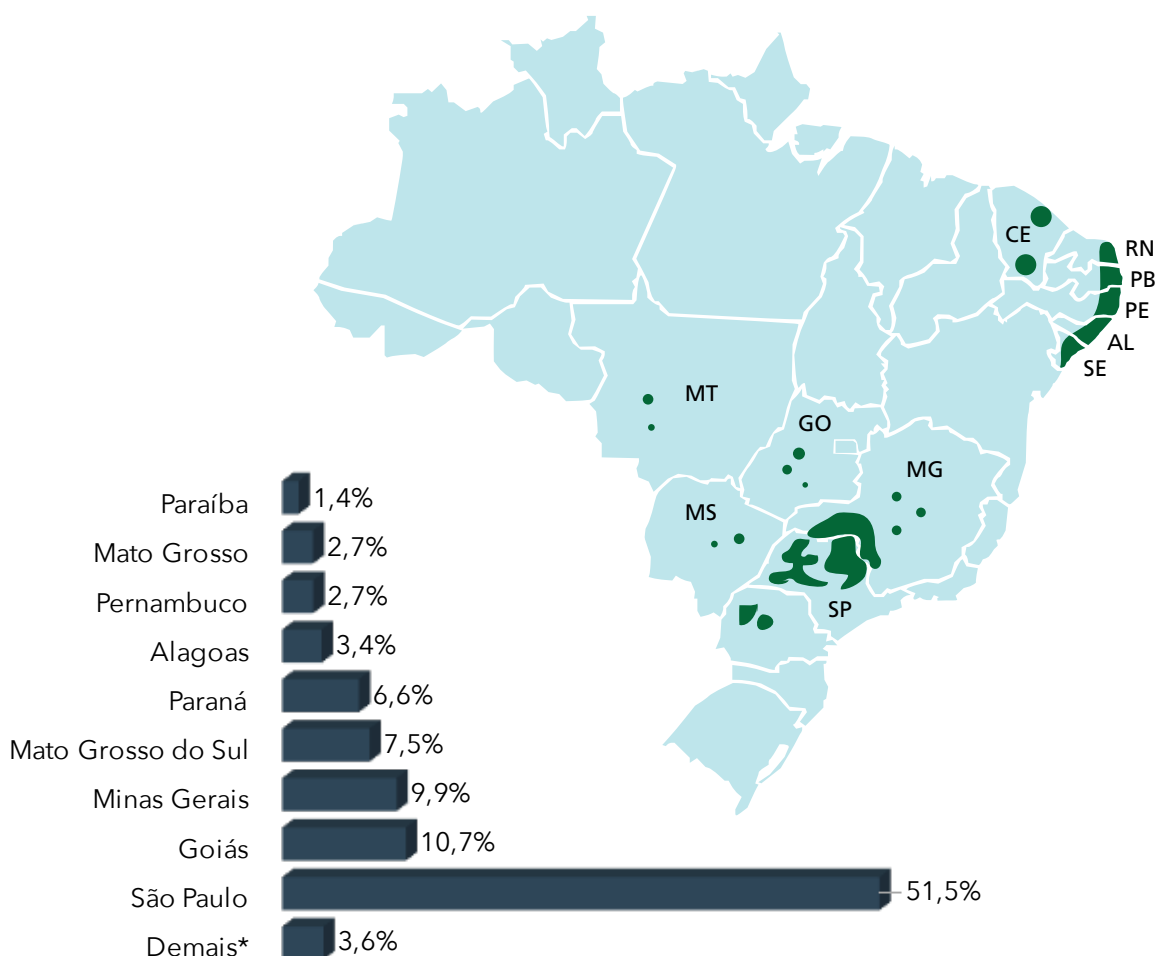 CE
RN
PB
PE
AL
SE
MT
GO
MG
MS
SP
Paraíba 1,4%
Mato Grosso 2,7%
Pernambuco 2,7%
Alagoas 3,4%
Paraná 6,6%
Mato Grosso do Sul 7,5%
Minas Gerais 9,9%
Goiás 10,7%
São Paulo 51,5%
Demais* 3,6%